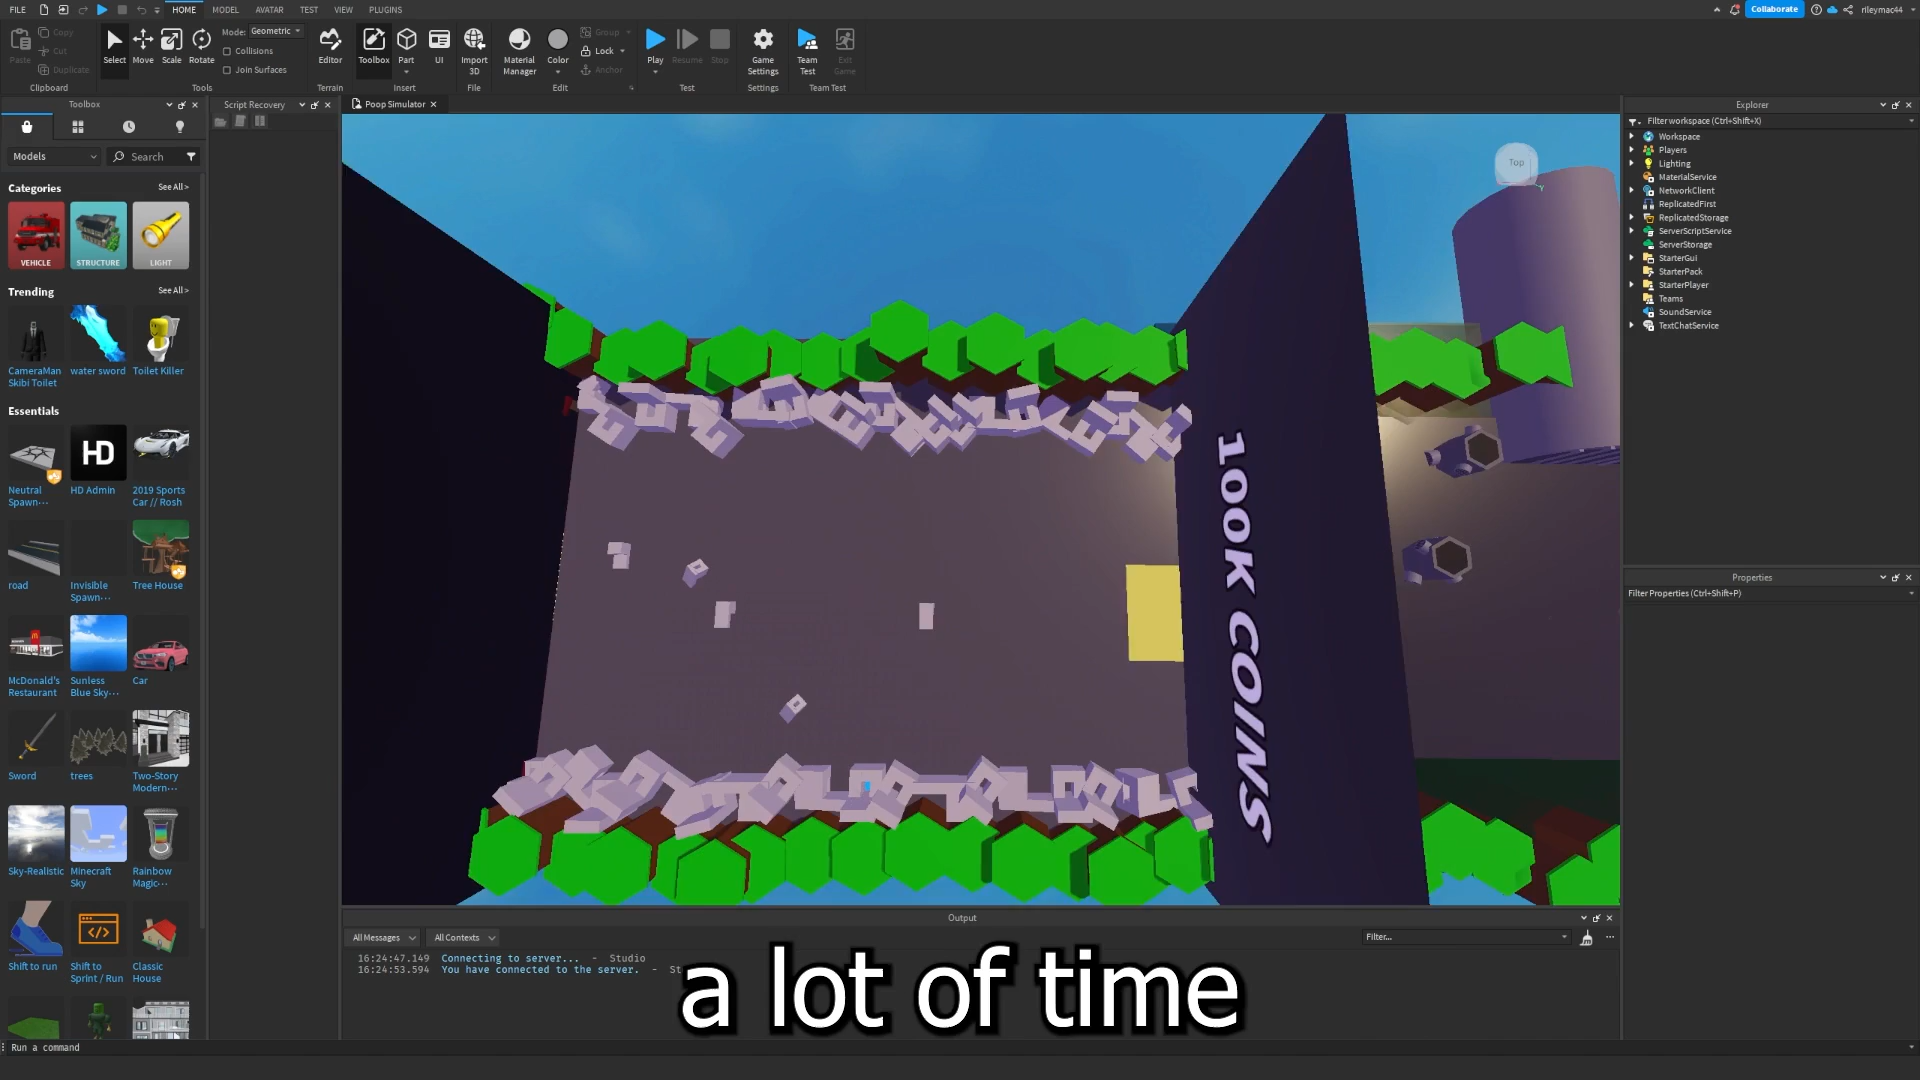 FILE HOME MODEL AVATAR TEST VIEW PLUGINS Collaborate rileymac44
Paste Copy Cut Duplicate Select Move Scale Rotate Mode: Geometric Collisions Join Surfaces Editor Toolbox Part UI Import 3D Material Manager Color Group Lock Anchor Play Resume Stop Game Settings Team Test Exit Game
Clipboard Tools Terrain Insert File Edit Test Settings Team Test
Toolbox
Script Recovery
Poop Simulator
Models
Search
Categories See All >
VEHICLE STRUCTURE LIGHT
Trending See All >
CameraMan Skibi Toilet
water sword
Toilet Killer
Essentials
HD
Neutral Spawn...
HD Admin
2019 Sports Car // Rosh
road
Invisible Spawn...
Tree House
McDonald's Restaurant
Sunless Blue Sky...
Car
Sword
trees
Two-Story Modern...
Sky-Realistic
Minecraft Sky
Rainbow Magic...
Shift to run
Shift to Sprint / Run
Classic House
Top
Y
100K COINS
Explorer
Filter workspace (Ctrl+Shift+X)
Workspace
Players
Lighting
MaterialService
NetworkClient
ReplicatedFirst
ReplicatedStorage
ServerScriptService
ServerStorage
StarterGui
StarterPack
StarterPlayer
Teams
SoundService
TextChatService
Properties
Filter Properties (Ctrl+Shift+P)
Output
All Messages All Contexts Filter...
16:24:47.149 Connecting to server... - Studio
16:24:53.594 You have connected to the server. - St
a lot of time
Run a command